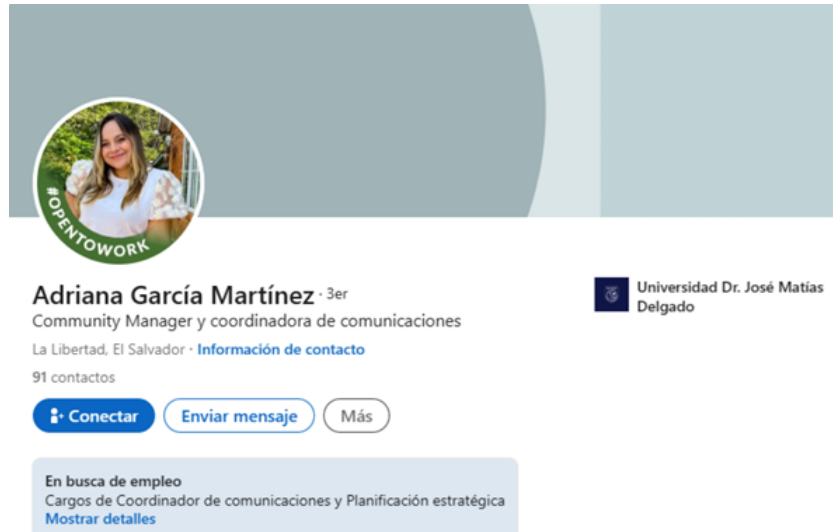 #OPENTOWORK
Adriana García Martínez · 3er
Community Manager y coordinadora de comunicaciones
La Libertad, El Salvador · Información de contacto
91 contactos
Conectar
Enviar mensaje
Más
Universidad Dr. José Matías
Delgado
En busca de empleo
Cargos de Coordinador de comunicaciones y Planificación estratégica
Mostrar detalles